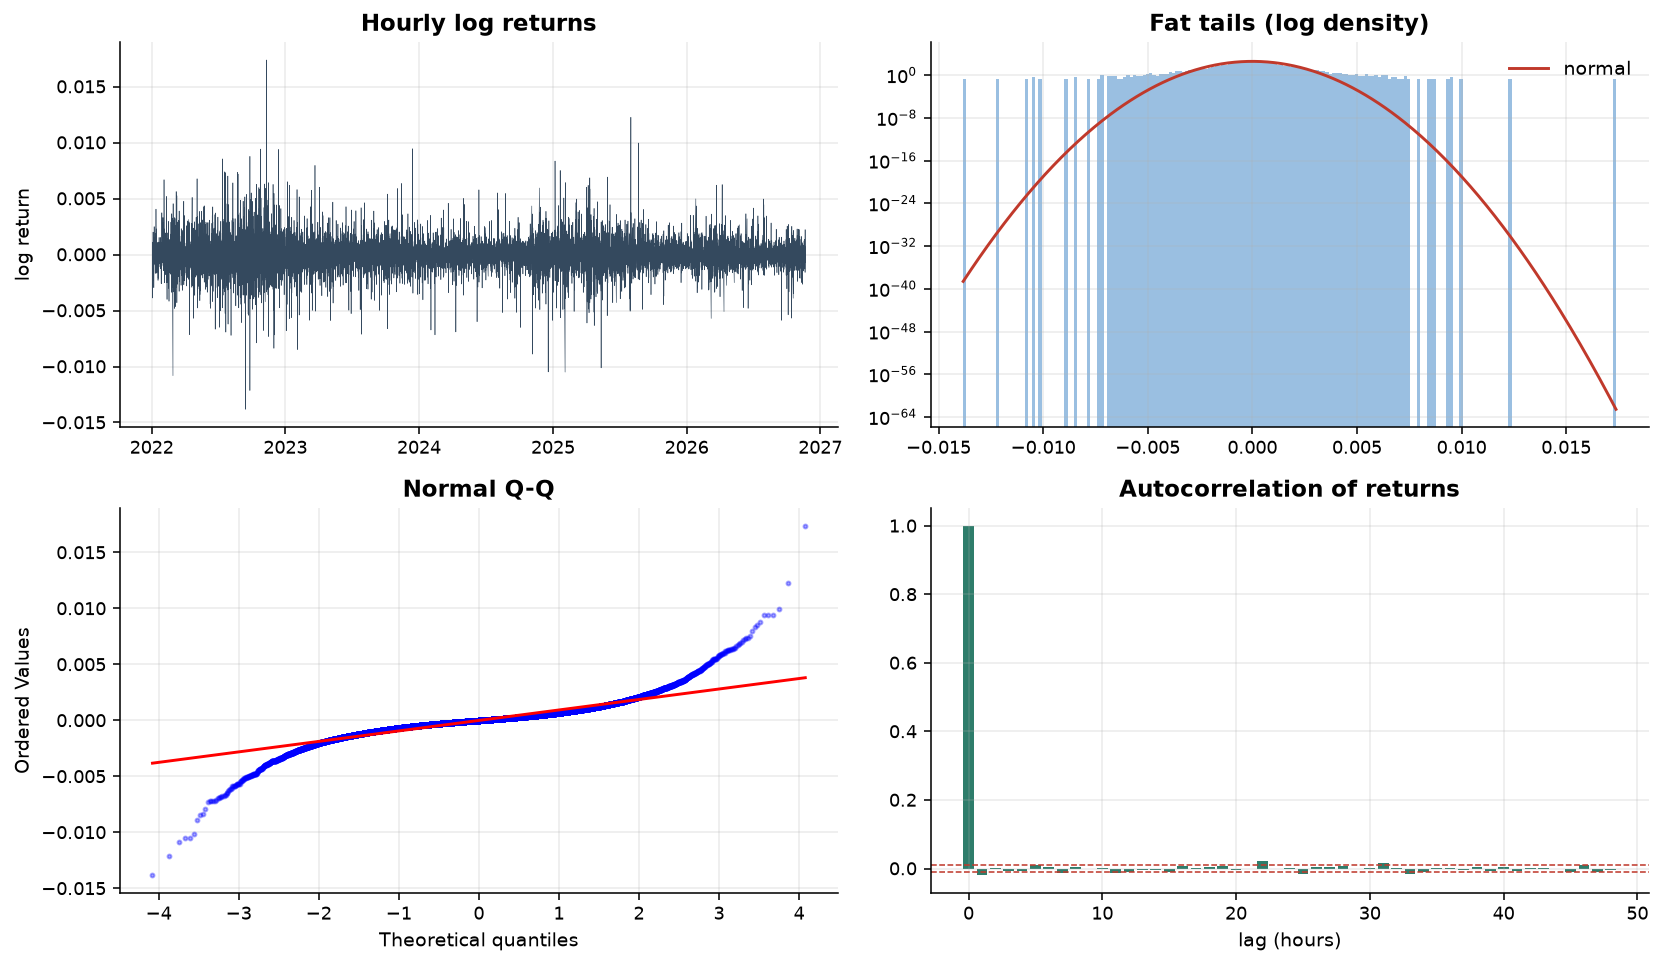 Hourly log returns
0.015
0.010
0.005
0.000
−0.005
−0.010
−0.015
log return
2022 2023 2024 2025 2026 2027
Fat tails (log density)
normal
10⁰
10⁻⁸
10⁻¹⁶
10⁻²⁴
10⁻³²
10⁻⁴⁰
10⁻⁴⁸
10⁻⁵⁶
10⁻⁶⁴
−0.015 −0.010 −0.005 0.000 0.005 0.010 0.015
Normal Q-Q
0.015
0.010
0.005
0.000
−0.005
−0.010
−0.015
Ordered Values
−4 −3 −2 −1 0 1 2 3 4
Theoretical quantiles
Autocorrelation of returns
1.0
0.8
0.6
0.4
0.2
0.0
0 10 20 30 40 50
lag (hours)